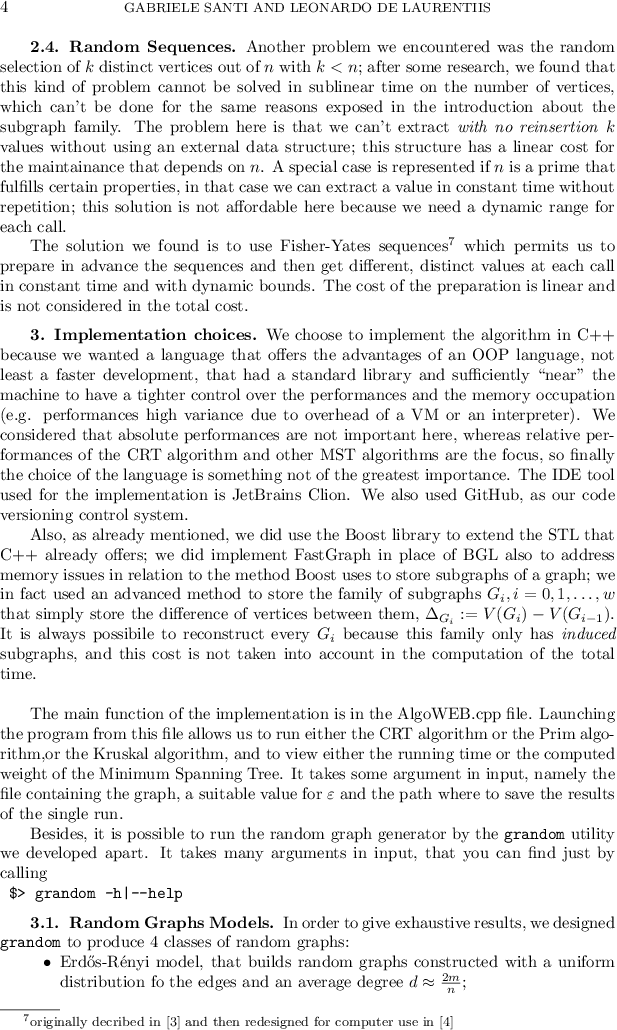 4 GABRIELE SANTI AND LEONARDO DE LAURENTIIS
2.4. Random Sequences. Another problem we encountered was the random
selection of k distinct vertices out of n with k < n; after some research, we found that
this kind of problem cannot be solved in sublinear time on the number of vertices,
which can't be done for the same reasons exposed in the introduction about the
subgraph family. The problem here is that we can't extract with no reinsertion k
values without using an external data structure; this structure has a linear cost for
the maintainance that depends on n. A special case is represented if n is a prime that
fulfills certain properties, in that case we can extract a value in constant time without
repetition; this solution is not affordable here because we need a dynamic range for
each call.
The solution we found is to use Fisher-Yates sequences⁷ which permits us to
prepare in advance the sequences and then get different, distinct values at each call
in constant time and with dynamic bounds. The cost of the preparation is linear and
is not considered in the total cost.
3. Implementation choices. We choose to implement the algorithm in C++
because we wanted a language that offers the advantages of an OOP language, not
least a faster development, that had a standard library and sufficiently “near” the
machine to have a tighter control over the performances and the memory occupation
(e.g. performances high variance due to overhead of a VM or an interpreter). We
considered that absolute performances are not important here, whereas relative per-
formances of the CRT algorithm and other MST algorithms are the focus, so finally
the choice of the language is something not of the greatest importance. The IDE tool
used for the implementation is JetBrains Clion. We also used GitHub, as our code
versioning control system.
Also, as already mentioned, we did use the Boost library to extend the STL that
C++ already offers; we did implement FastGraph in place of BGL also to address
memory issues in relation to the method Boost uses to store subgraphs of a graph; we
in fact used an advanced method to store the family of subgraphs Gᵢ, i = 0, 1, . . . , w
that simply store the difference of vertices between them, Δ_{Gᵢ} := V(Gᵢ) − V(Gᵢ₋₁).
It is always possibile to reconstruct every Gᵢ because this family only has induced
subgraphs, and this cost is not taken into account in the computation of the total
time.
The main function of the implementation is in the AlgoWEB.cpp file. Launching
the program from this file allows us to run either the CRT algorithm or the Prim algo-
rithm,or the Kruskal algorithm, and to view either the running time or the computed
weight of the Minimum Spanning Tree. It takes some argument in input, namely the
file containing the graph, a suitable value for ε and the path where to save the results
of the single run.
Besides, it is possible to run the random graph generator by the grandom utility
we developed apart. It takes many arguments in input, that you can find just by
calling
$> grandom -h|--help
3.1. Random Graphs Models. In order to give exhaustive results, we designed
grandom to produce 4 classes of random graphs:
• Erdős-Rényi model, that builds random graphs constructed with a uniform
distribution fo the edges and an average degree d ≈ 2m/n;
⁷originally decribed in [3] and then redesigned for computer use in [4]